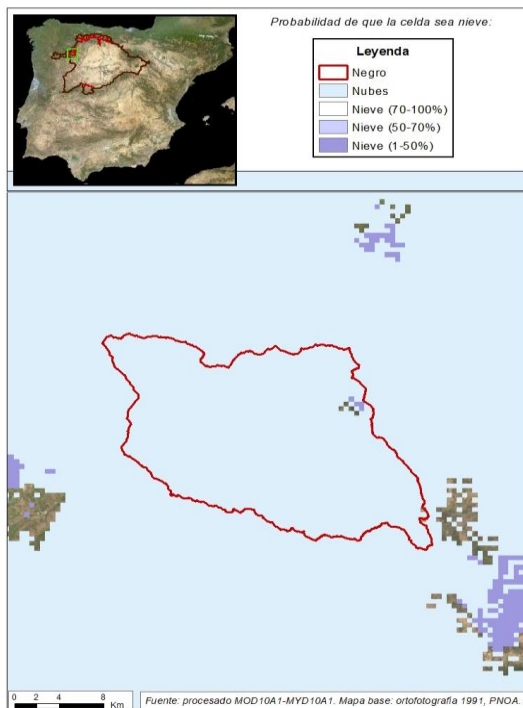 Probabilidad de que la celda sea nieve:
Leyenda
Negro
Nubes
Nieve (70-100%)
Nieve (50-70%)
Nieve (1-50%)
0 2 4 8
Km
Fuente: procesado MOD10A1-MYD10A1. Mapa base: ortofotografía 1991, PNOA.